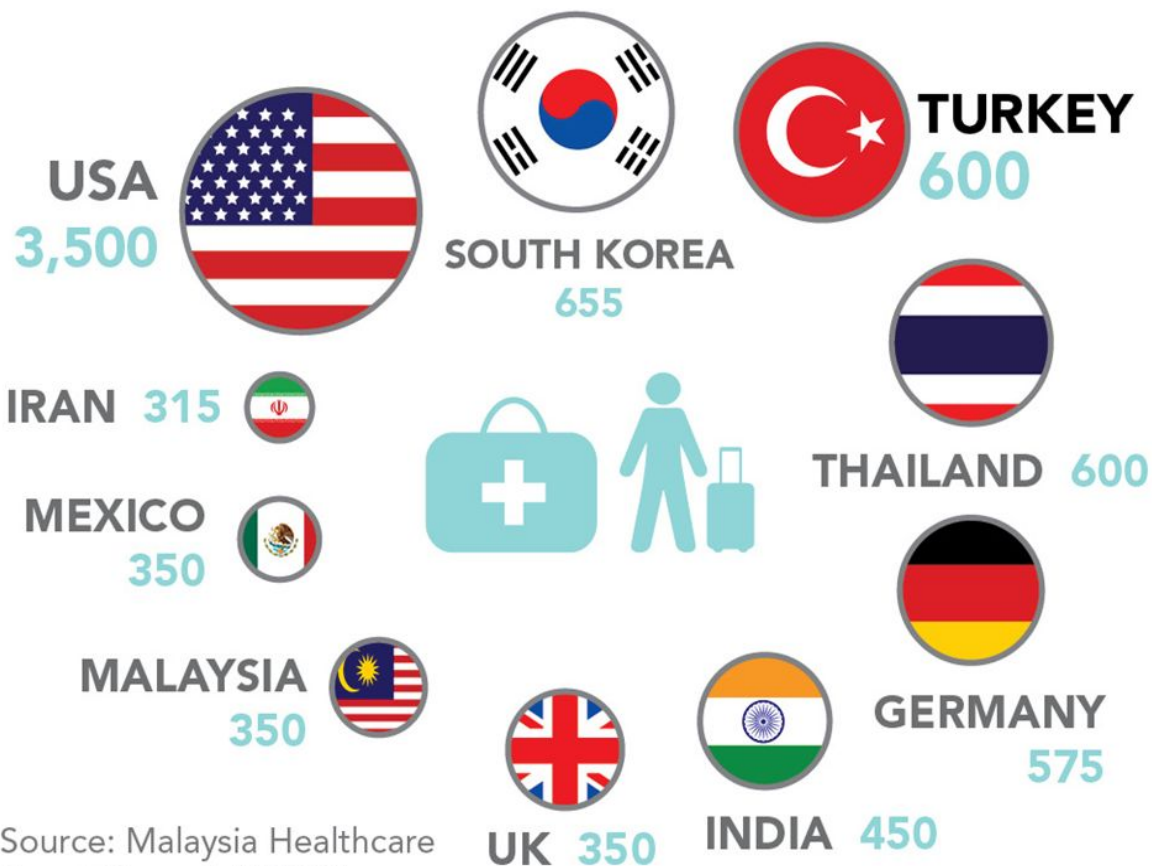 USA
3,500
SOUTH KOREA
655
TURKEY
600
THAILAND 600
GERMANY
575
INDIA 450
UK 350
MALAYSIA
350
MEXICO
350
IRAN 315
Source: Malaysia Healthcare